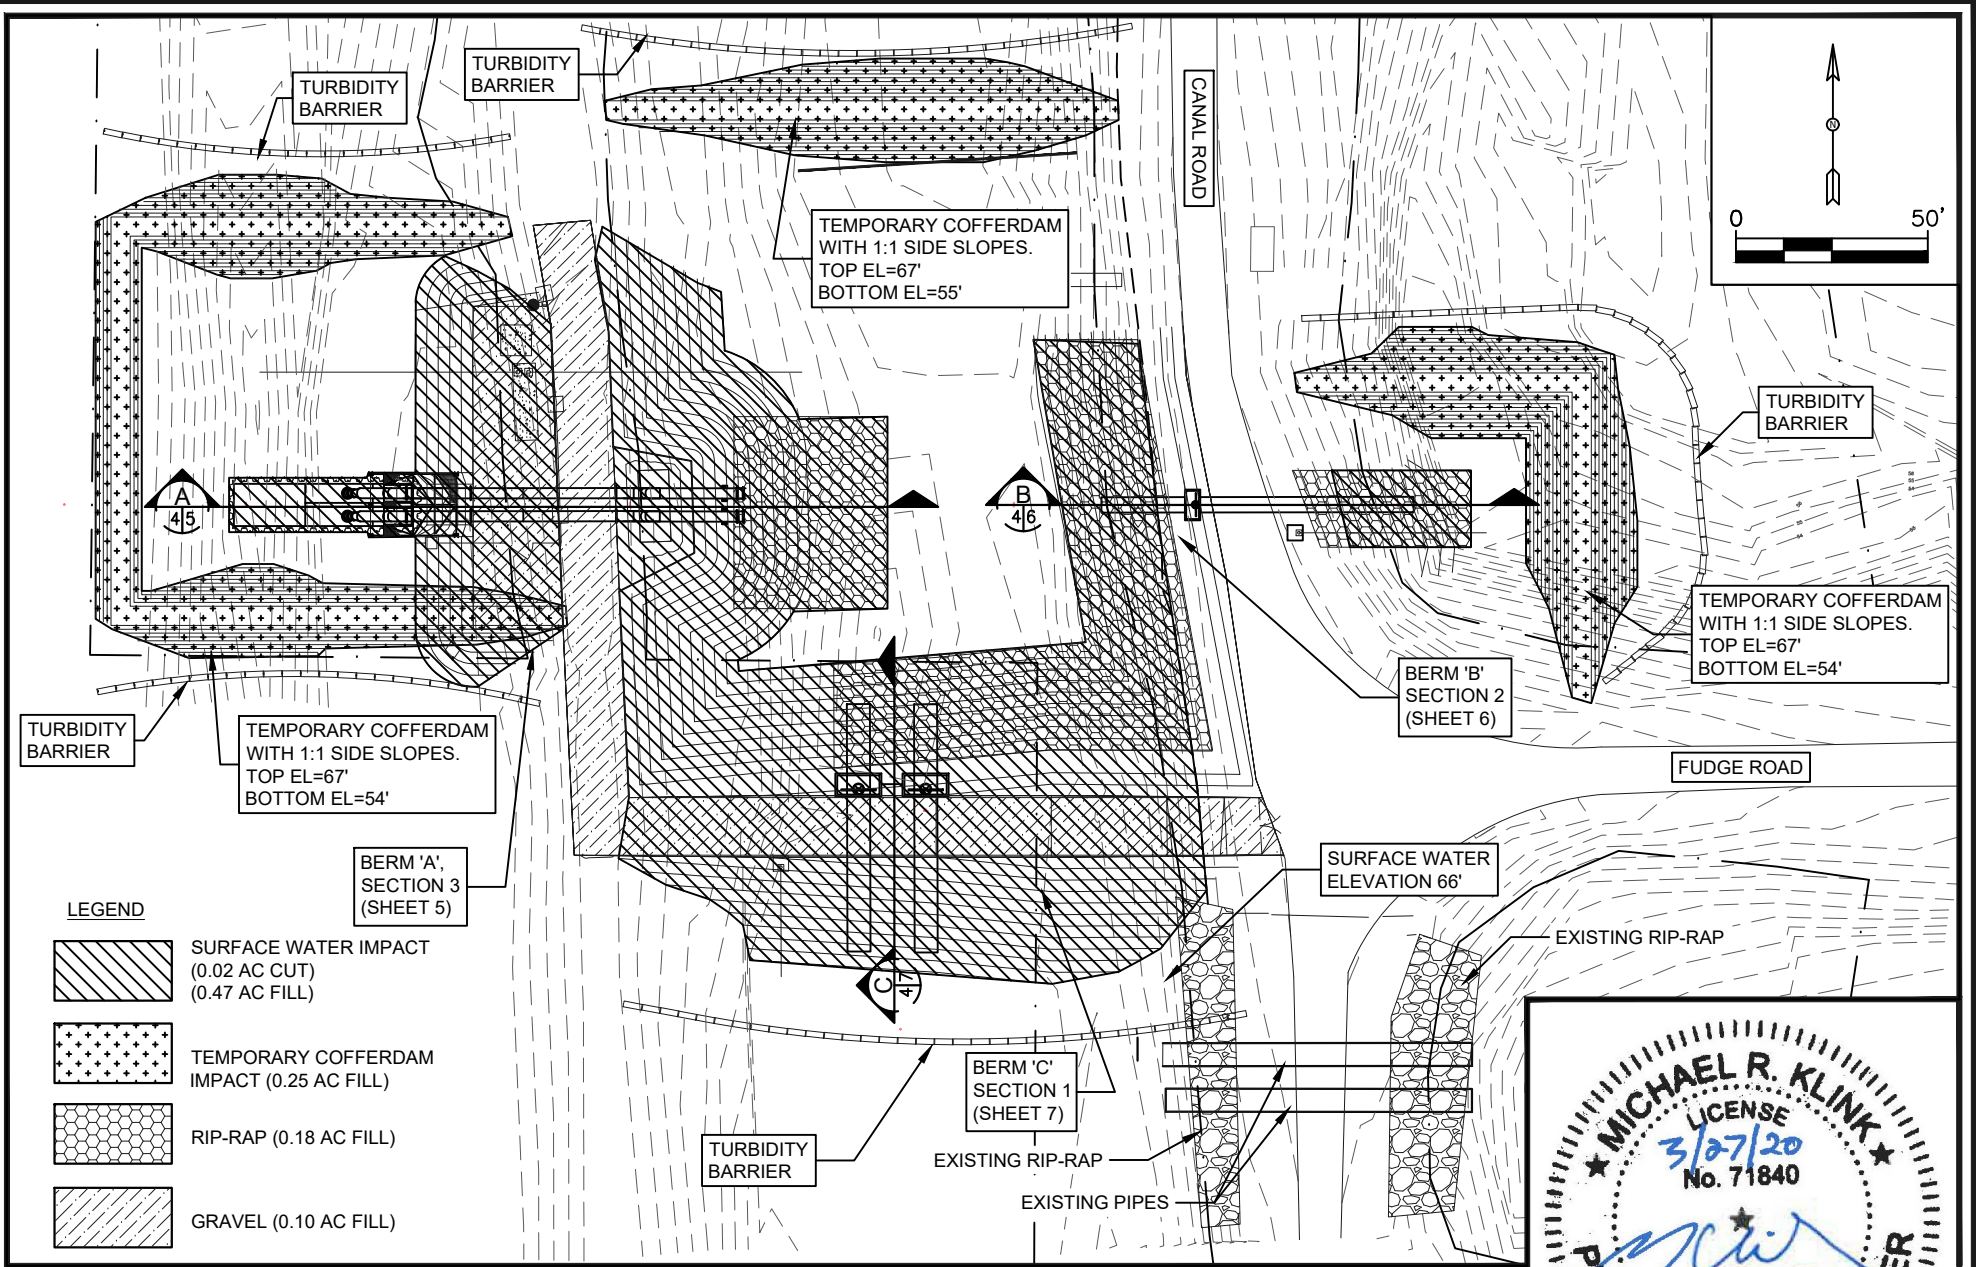 TURBIDITY
BARRIER
TURBIDITY
BARRIER
CANAL ROAD
N
0 50'
TEMPORARY COFFERDAM
WITH 1:1 SIDE SLOPES.
TOP EL=67'
BOTTOM EL=55'
TURBIDITY
BARRIER
A
4 5
B
4 6
TEMPORARY COFFERDAM
WITH 1:1 SIDE SLOPES.
TOP EL=67'
BOTTOM EL=54'
BERM 'B'
SECTION 2
(SHEET 6)
TURBIDITY
BARRIER
TEMPORARY COFFERDAM
WITH 1:1 SIDE SLOPES.
TOP EL=67'
BOTTOM EL=54'
FUDGE ROAD
BERM 'A',
SECTION 3
(SHEET 5)
SURFACE WATER
ELEVATION 66'
EXISTING RIP-RAP
C
4 7
LEGEND
SURFACE WATER IMPACT
(0.02 AC CUT)
(0.47 AC FILL)
TEMPORARY COFFERDAM
IMPACT (0.25 AC FILL)
RIP-RAP (0.18 AC FILL)
GRAVEL (0.10 AC FILL)
BERM 'C'
SECTION 1
(SHEET 7)
TURBIDITY
BARRIER
EXISTING RIP-RAP
EXISTING PIPES
MICHAEL R. KLINK
LICENSE
3/27/20
No. 71840